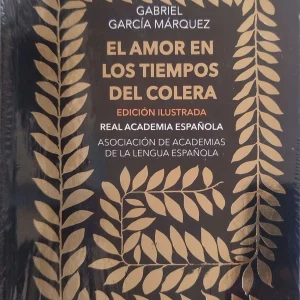 GABRIEL
GARCÍA MÁRQUEZ
EL AMOR EN
LOS TIEMPOS
DEL COLERA
EDICIÓN ILUSTRADA
REAL ACADEMIA ESPAÑOLA
ASOCIACIÓN DE ACADEMIAS
DE LA LENGUA ESPAÑOLA